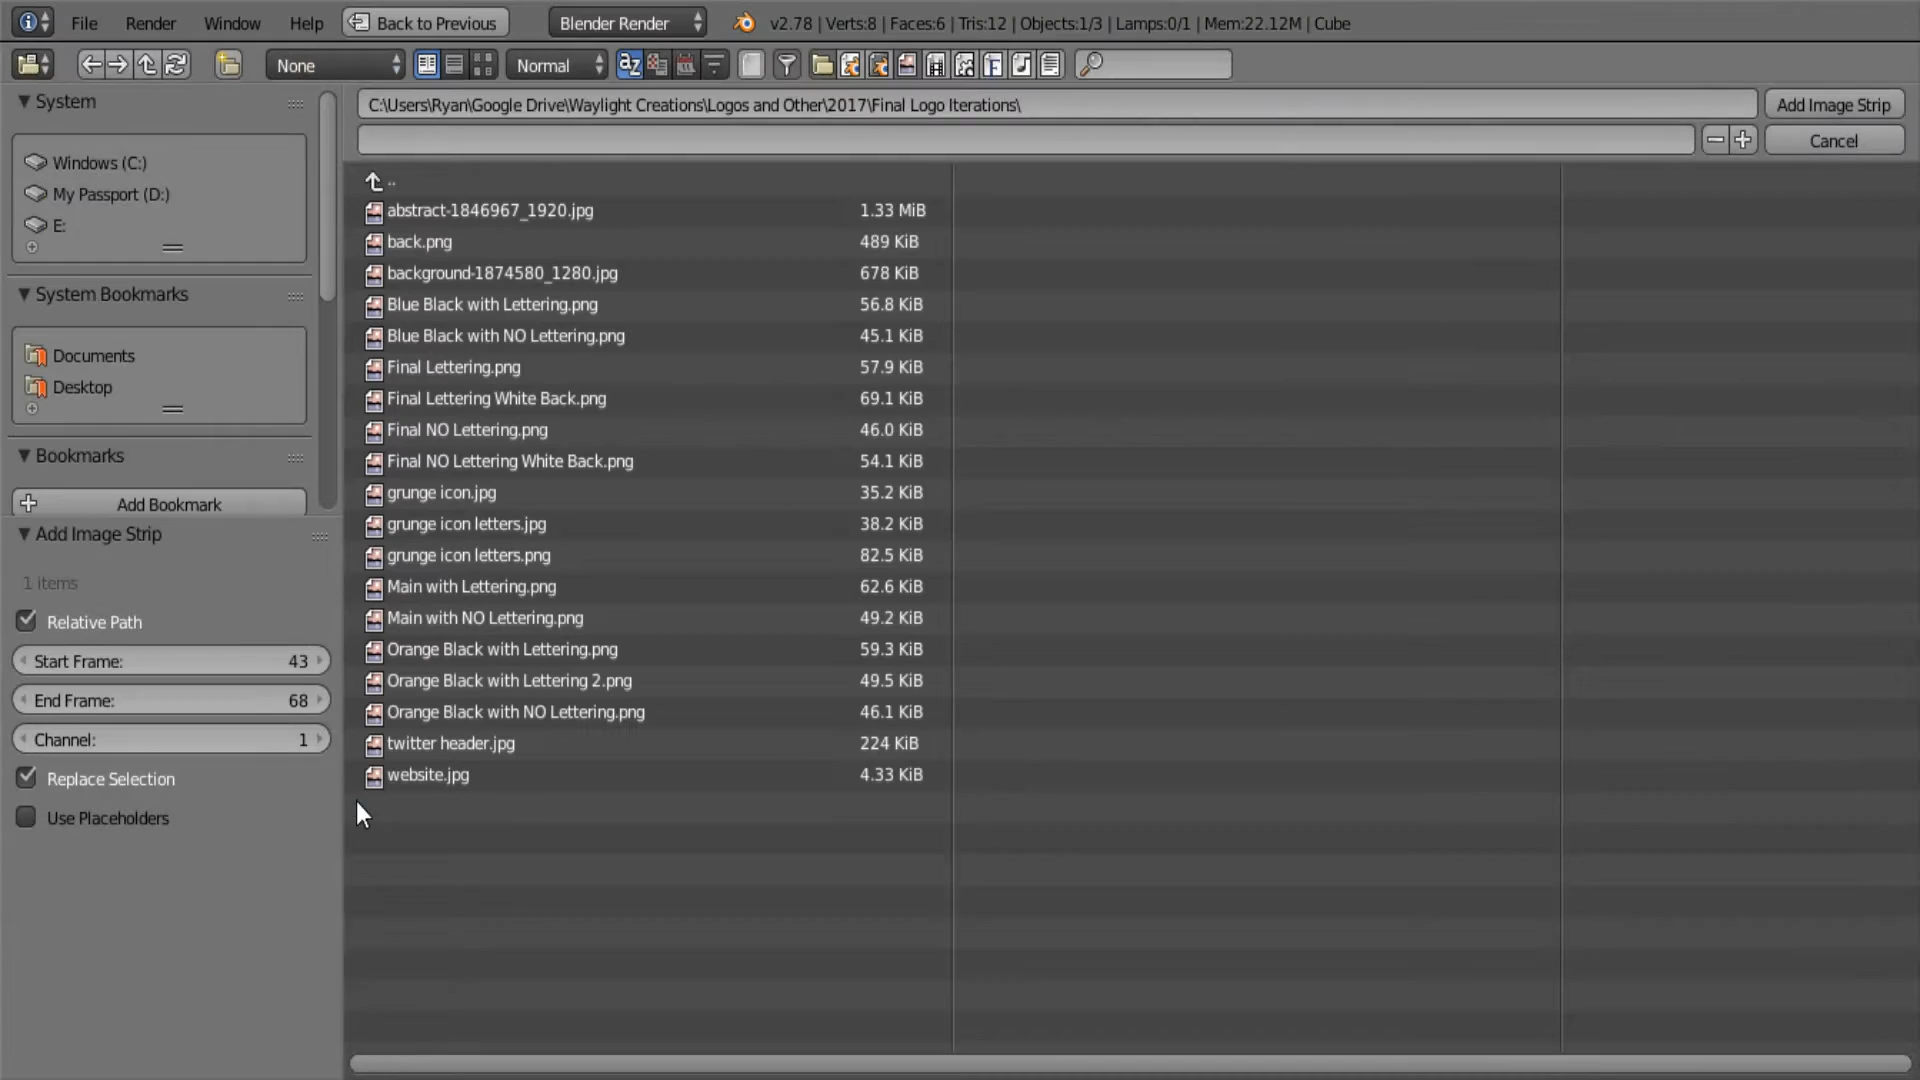 File Render Window Help Back to Previous Blender Render v2.78 | Verts:8 | Faces:6 | Tris:12 | Objects:1/3 | Lamps:0/1 | Mem:22.12M | Cube
None Normal
System
Windows (C:)
My Passport (D:)
E:
System Bookmarks
Documents
Desktop
Bookmarks
Add Bookmark
Add Image Strip
1 items
Relative Path
Start Frame: 43
End Frame: 68
Channel: 1
Replace Selection
Use Placeholders
C:\Users\Ryan\Google Drive\Waylight Creations\Logos and Other\2017\Final Logo Iterations\ Add Image Strip
Cancel
..
abstract-1846967_1920.jpg 1.33 MiB
back.png 489 KiB
background-1874580_1280.jpg 678 KiB
Blue Black with Lettering.png 56.8 KiB
Blue Black with NO Lettering.png 45.1 KiB
Final Lettering.png 57.9 KiB
Final Lettering White Back.png 69.1 KiB
Final NO Lettering.png 46.0 KiB
Final NO Lettering White Back.png 54.1 KiB
grunge icon.jpg 35.2 KiB
grunge icon letters.jpg 38.2 KiB
grunge icon letters.png 82.5 KiB
Main with Lettering.png 62.6 KiB
Main with NO Lettering.png 49.2 KiB
Orange Black with Lettering.png 59.3 KiB
Orange Black with Lettering 2.png 49.5 KiB
Orange Black with NO Lettering.png 46.1 KiB
twitter header.jpg 224 KiB
website.jpg 4.33 KiB